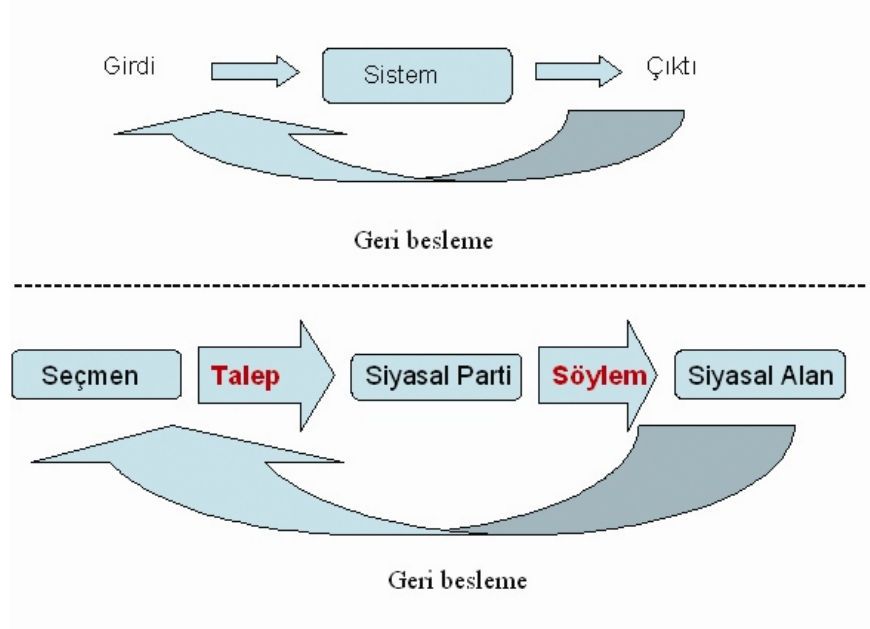 Girdi Sistem Çıktı
Geri besleme
Seçmen Talep Siyasal Parti Söylem Siyasal Alan
Geri besleme